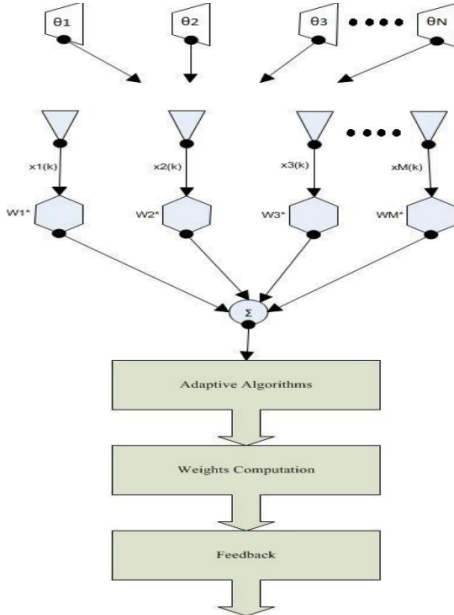 θ1 θ2 θ3 θN
x1(k) x2(k) x3(k) xM(k)
W1* W2* W3* WM*
Σ
Adaptive Algorithms
Weights Computation
Feedback